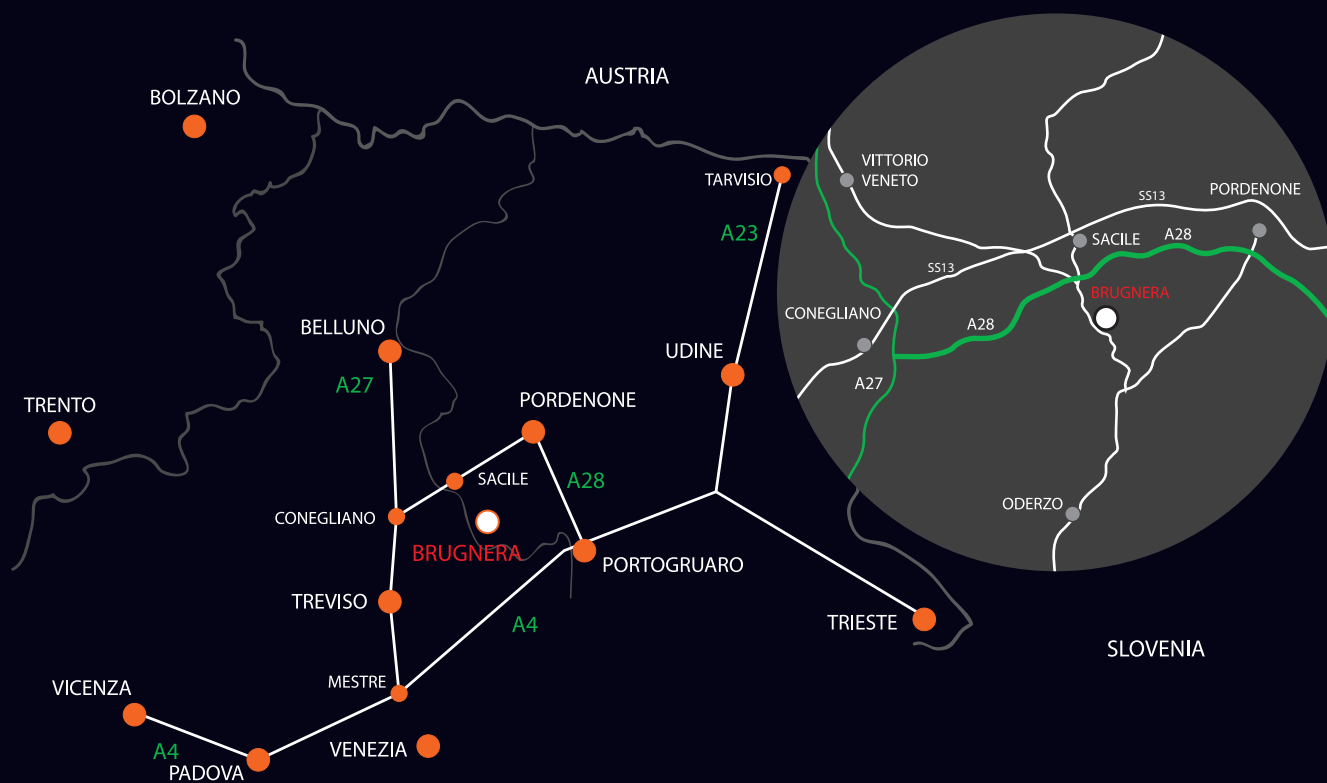 AUSTRIA
BOLZANO
TARVISIO
A23
BELLUNO
A27
UDINE
TRENTO
PORDENONE
SACILE
A28
CONEGLIANO
BRUGNERA
PORTOGRUARO
TREVISO
A4
TRIESTE
SLOVENIA
MESTRE
VICENZA
A4
VENEZIA
PADOVA
VITTORIO
VENETO
PORDENONE
SS13
SACILE
A28
SS13
BRUGNERA
CONEGLIANO
A28
A27
ODERZO